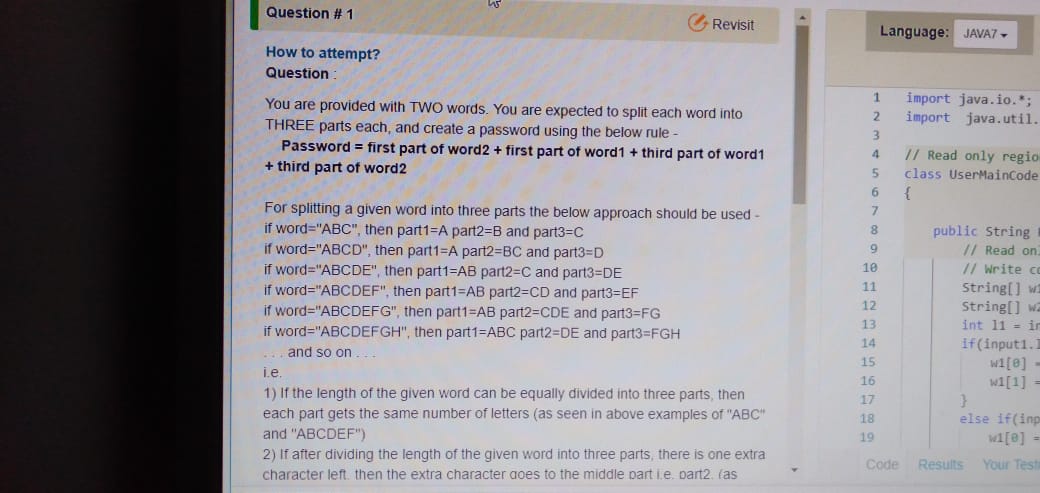 Question # 1
Revisit
How to attempt?
Question :
You are provided with TWO words. You are expected to split each word into
THREE parts each, and create a password using the below rule -
Password = first part of word2 + first part of word1 + third part of word1
+ third part of word2
For splitting a given word into three parts the below approach should be used -
if word="ABC", then part1=A part2=B and part3=C
if word="ABCD", then part1=A part2=BC and part3=D
if word="ABCDE", then part1=AB part2=C and part3=DE
if word="ABCDEF", then part1=AB part2=CD and part3=EF
if word="ABCDEFG", then part1=AB part2=CDE and part3=FG
if word="ABCDEFGH", then part1=ABC part2=DE and part3=FGH
. . . and so on . . .
i.e.
1) If the length of the given word can be equally divided into three parts, then
each part gets the same number of letters (as seen in above examples of "ABC"
and "ABCDEF")
2) If after dividing the length of the given word into three parts, there is one extra
character left, then the extra character goes to the middle part i.e. part2. (as
Language: JAVA7
1 import java.io.*;
2 import java.util.
3
4 // Read only regio
5 class UserMainCode
6 {
7
8 public String
9 // Read on
10 // Write co
11 String[] w1
12 String[] w2
13 int l1 = in
14 if(input1.l
15 w1[0] =
16 w1[1] =
17 }
18 else if(inp
19 w1[0] =
Code Results Your Test